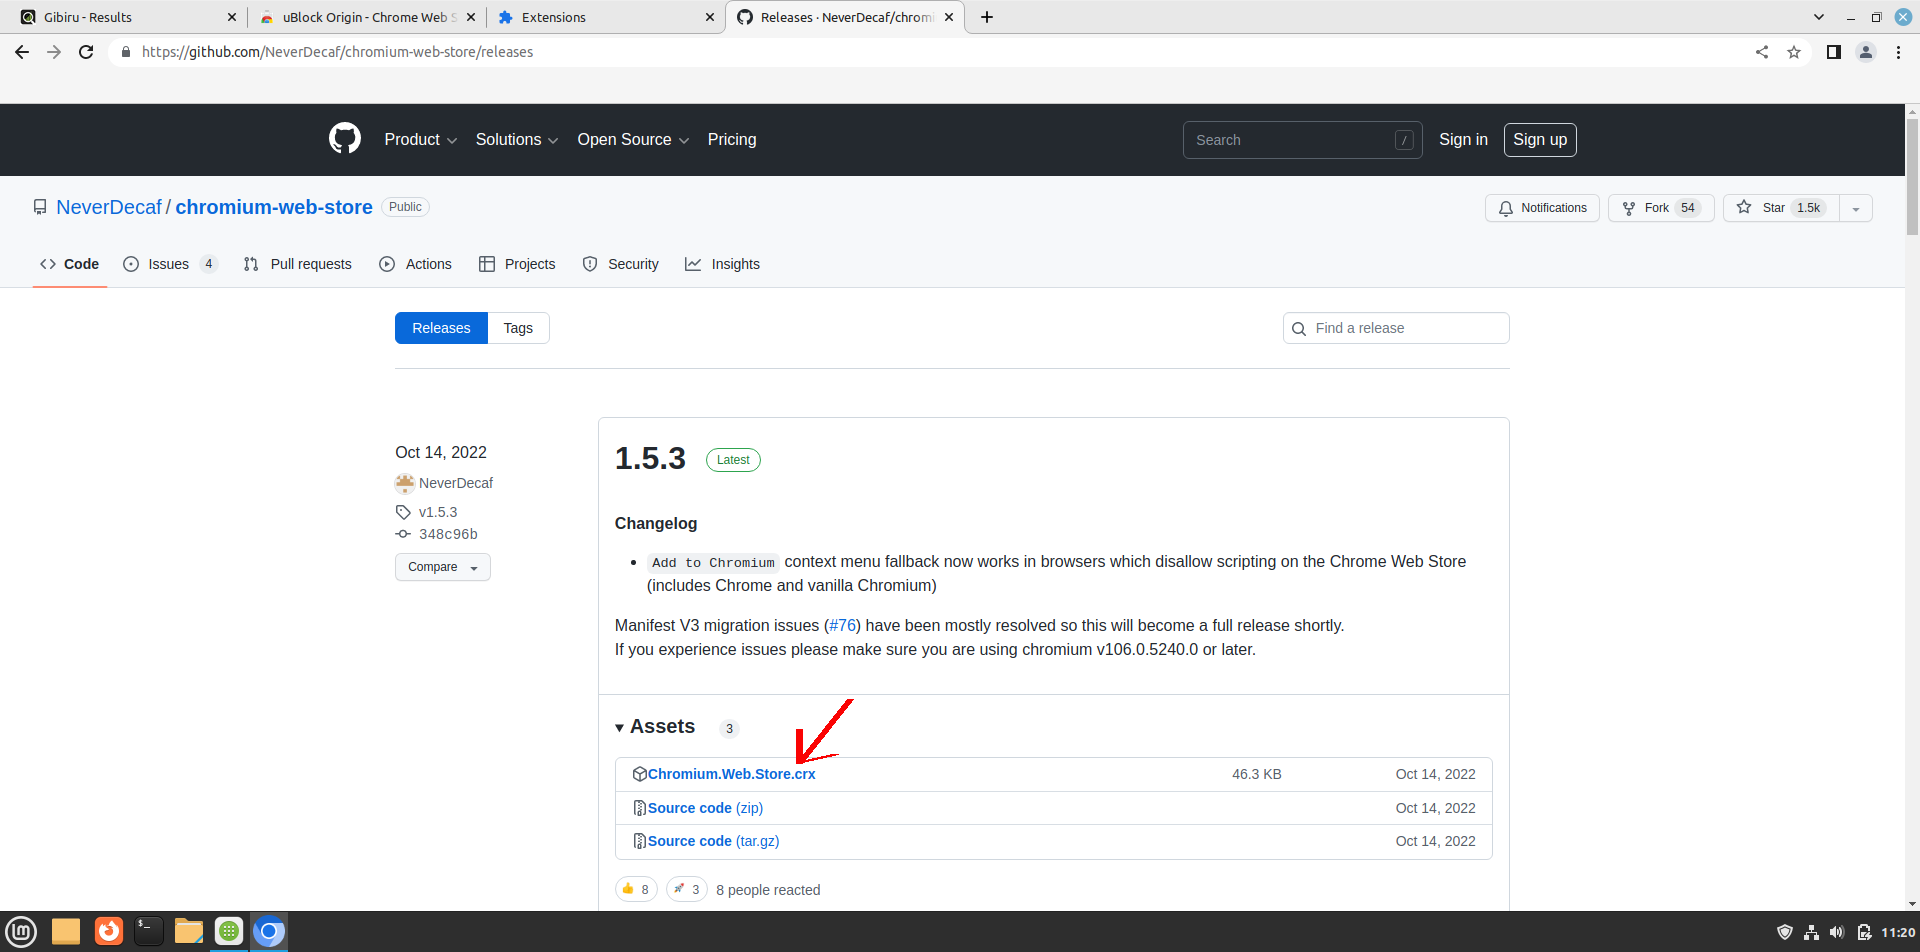 Gibiru - Results
uBlock Origin - Chrome Web S
Extensions
Releases · NeverDecaf/chromi
https://github.com/NeverDecaf/chromium-web-store/releases
Product
Solutions
Open Source
Pricing
Search
/
Sign in
Sign up
NeverDecaf / chromium-web-store
Public
Notifications
Fork 54
Star 1.5k
Code
Issues 4
Pull requests
Actions
Projects
Security
Insights
Releases
Tags
Find a release
Oct 14, 2022
NeverDecaf
v1.5.3
348c96b
Compare
1.5.3
Latest
Changelog
Add to Chromium context menu fallback now works in browsers which disallow scripting on the Chrome Web Store
(includes Chrome and vanilla Chromium)
Manifest V3 migration issues (#76) have been mostly resolved so this will become a full release shortly.
If you experience issues please make sure you are using chromium v106.0.5240.0 or later.
Assets 3
Chromium.Web.Store.crx 46.3 KB Oct 14, 2022
Source code (zip) Oct 14, 2022
Source code (tar.gz) Oct 14, 2022
8
3
8 people reacted
11:20